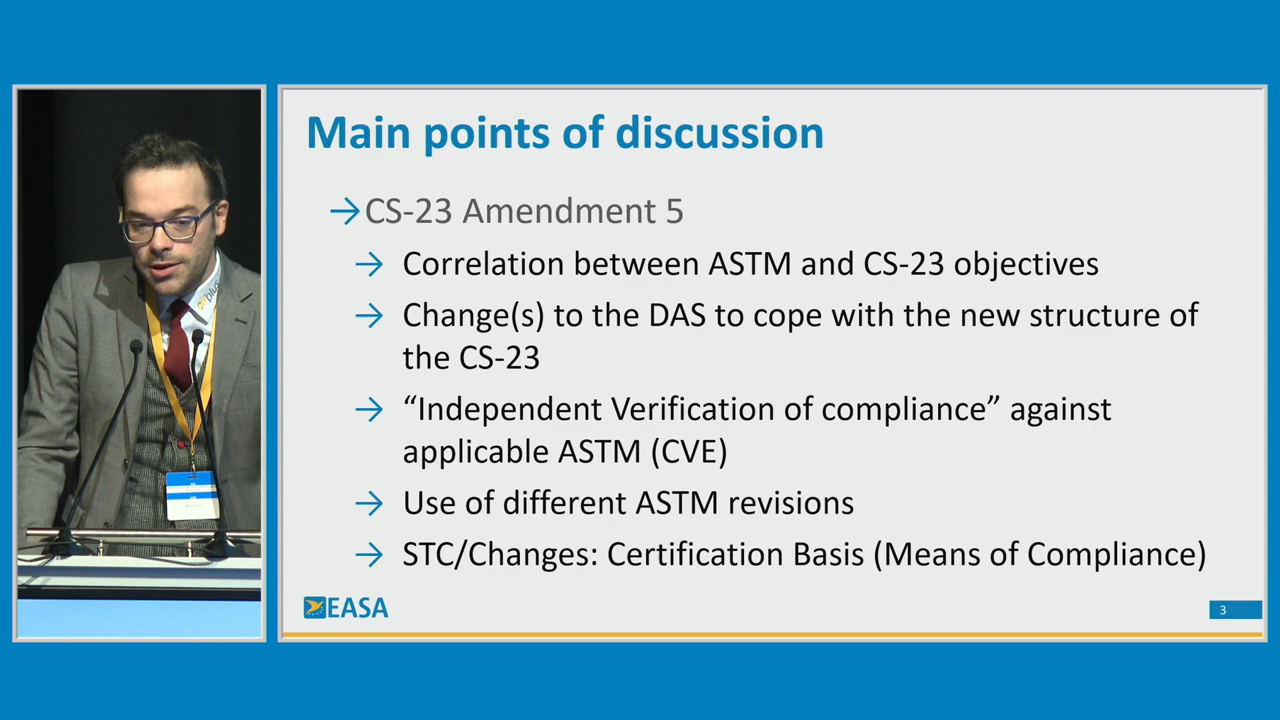 Main points of discussion
→CS-23 Amendment 5
→ Correlation between ASTM and CS-23 objectives
→ Change(s) to the DAS to cope with the new structure of
the CS-23
→ “Independent Verification of compliance” against
applicable ASTM (CVE)
→ Use of different ASTM revisions
→ STC/Changes: Certification Basis (Means of Compliance)
EASA
3